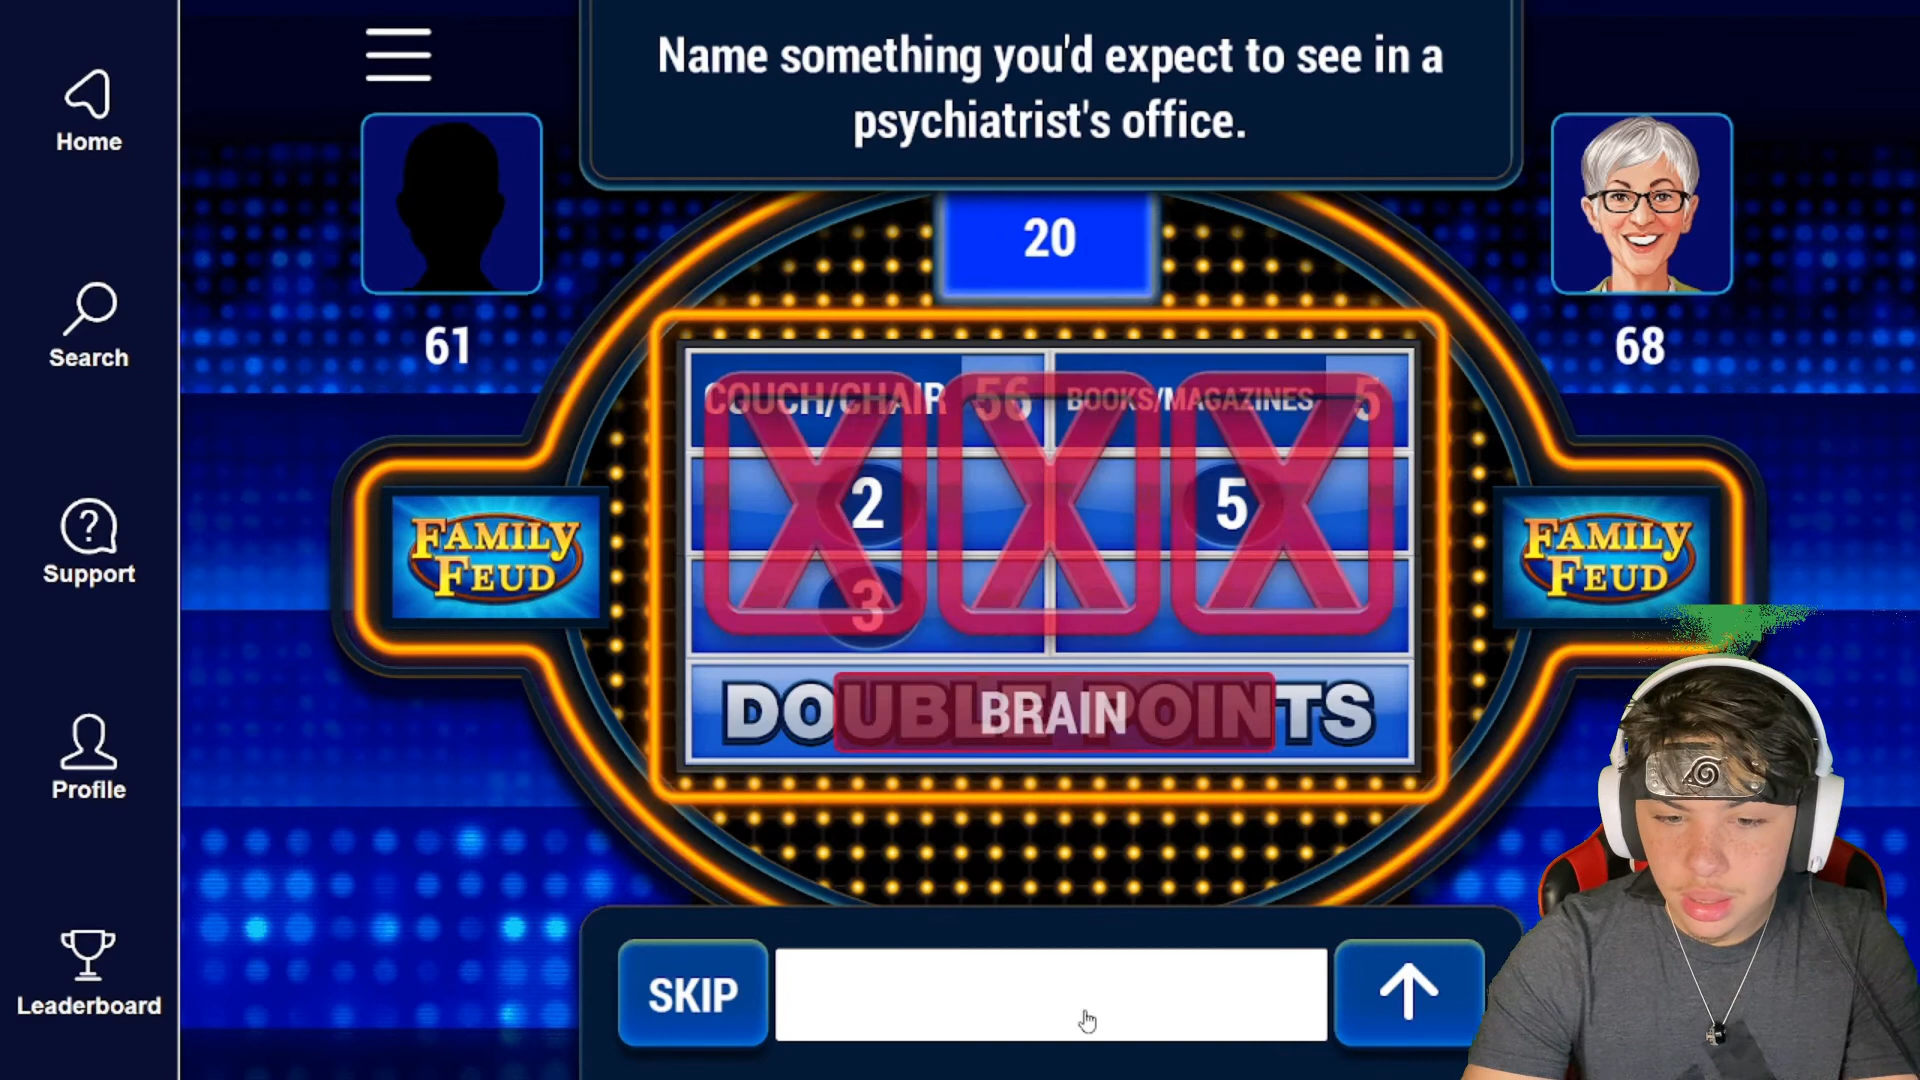 Name something you'd expect to see in a
psychiatrist's office.
Home
Search
Support
Profile
Leaderboard
20
61
68
COUCH/CHAIR 56
BOOKS/MAGAZINES 5
X X X
2
5
3
FAMILY
FEUD
FAMILY
FEUD
DOUBLE POINTS
BRAIN
SKIP